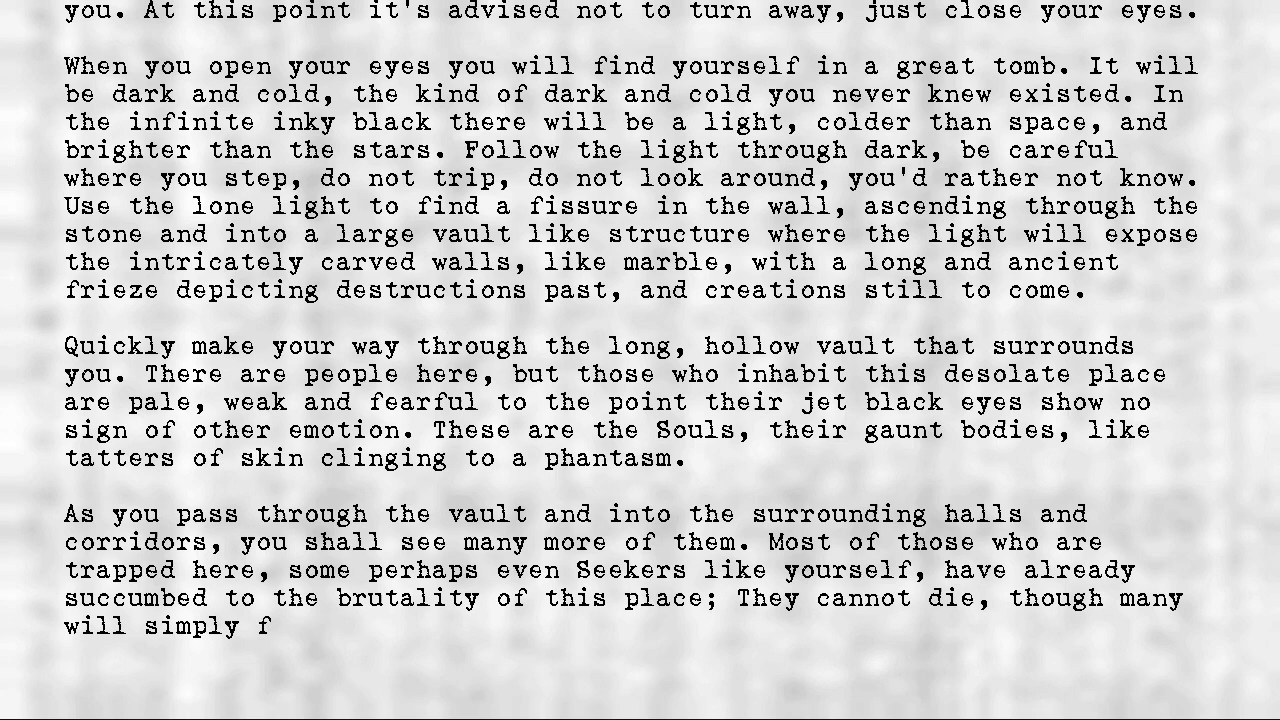 you. At this point it's advised not to turn away, just close your eyes.
When you open your eyes you will find yourself in a great tomb. It will
be dark and cold, the kind of dark and cold you never knew existed. In
the infinite inky black there will be a light, colder than space, and
brighter than the stars. Follow the light through dark, be careful
where you step, do not trip, do not look around, you'd rather not know.
Use the lone light to find a fissure in the wall, ascending through the
stone and into a large vault like structure where the light will expose
the intricately carved walls, like marble, with a long and ancient
frieze depicting destructions past, and creations still to come.
Quickly make your way through the long, hollow vault that surrounds
you. There are people here, but those who inhabit this desolate place
are pale, weak and fearful to the point their jet black eyes show no
sign of other emotion. These are the Souls, their gaunt bodies, like
tatters of skin clinging to a phantasm.
As you pass through the vault and into the surrounding halls and
corridors, you shall see many more of them. Most of those who are
trapped here, some perhaps even Seekers like yourself, have already
succumbed to the brutality of this place; They cannot die, though many
will simply f